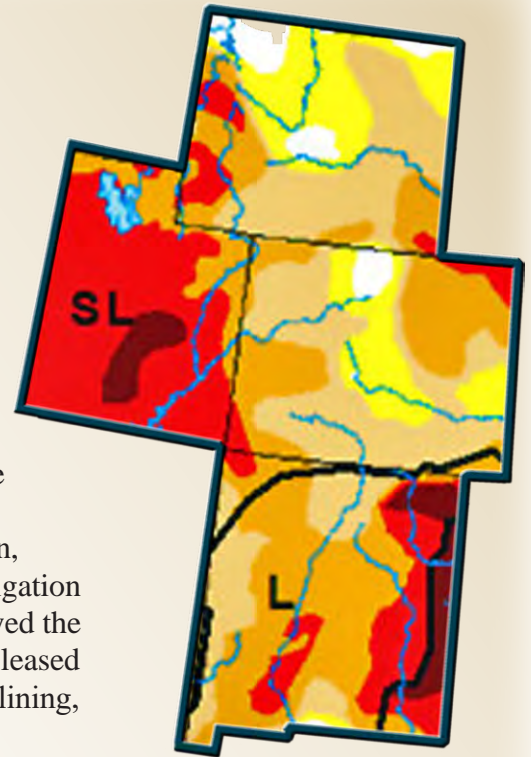 SL
e
n,
igation
ved the
leased
lining,
L